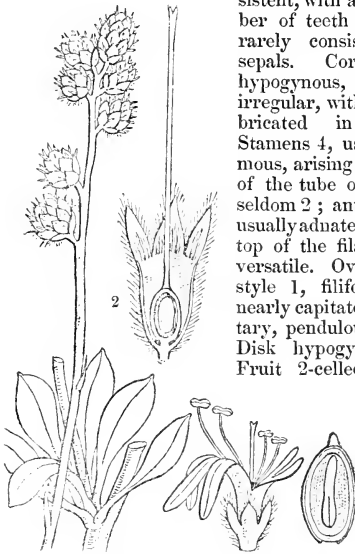 sistent, with a
ber of teeth
rarely consis
sepals. Cor
hypogynous,
irregular, with
bricated in
Stamens 4, us
mous, arising
of the tube o
seldom 2; an
usually adnate
top of the fila
versatile. Ov
style 1, filifo
nearly capitat
tary, pendulou
Disk hypogy
Fruit 2-celled
2